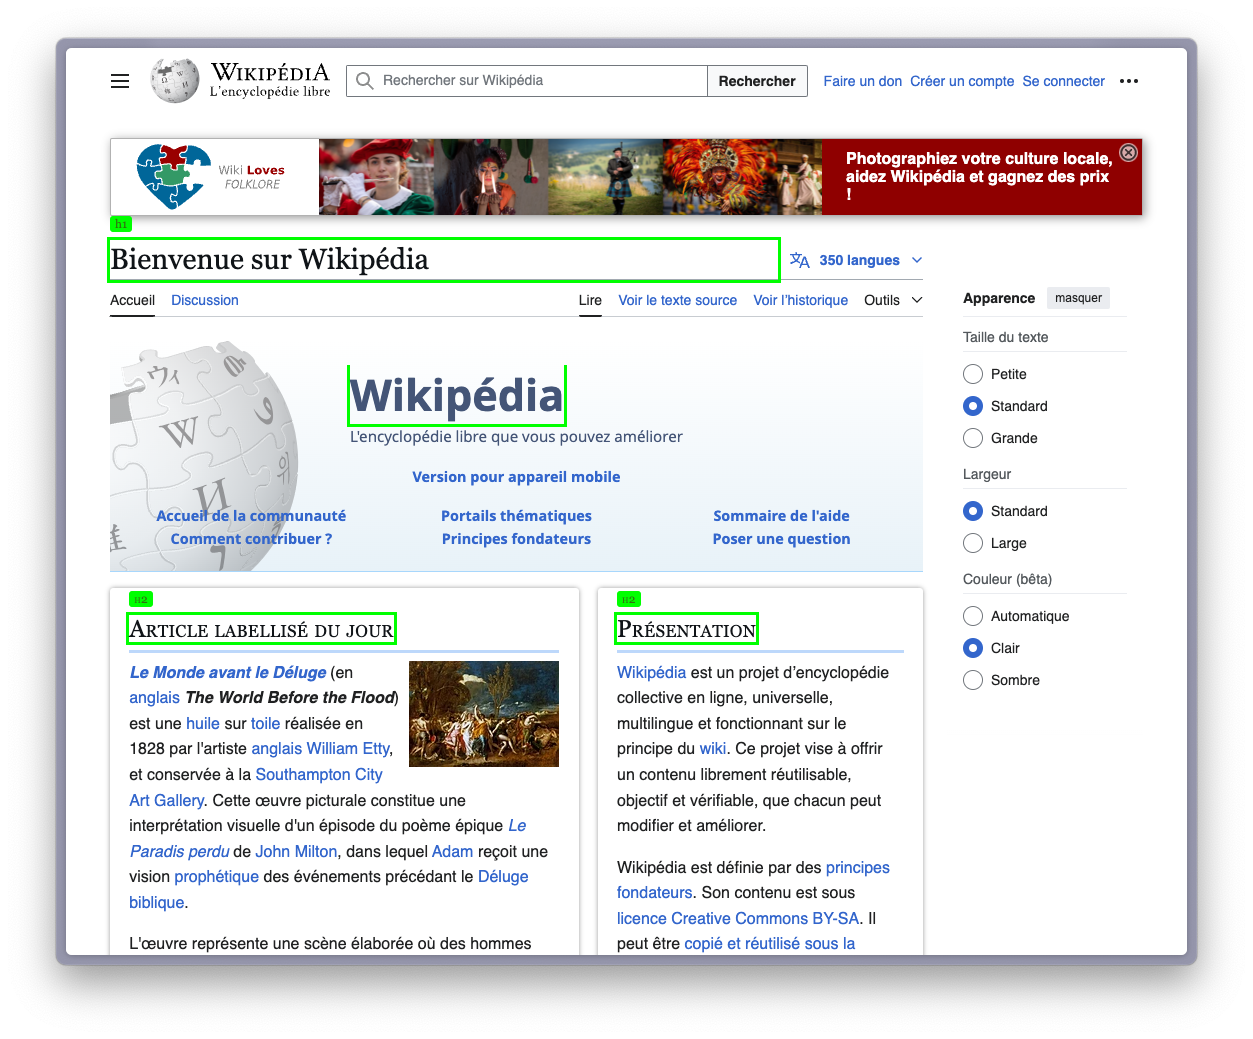 WIKIPÉDIA
L'encyclopédie libre
Rechercher sur Wikipédia
Rechercher
Faire un don Créer un compte Se connecter
Wiki Loves
FOLKLORE
Photographiez votre culture locale,
aidez Wikipédia et gagnez des prix
!
h1
Bienvenue sur Wikipédia
350 langues
Accueil Discussion
Lire Voir le texte source Voir l'historique Outils
Wikipédia
L'encyclopédie libre que vous pouvez améliorer
Version pour appareil mobile
Accueil de la communauté Portails thématiques Sommaire de l'aide
Comment contribuer ? Principes fondateurs Poser une question
H2
Article labellisé du jour
Le Monde avant le Déluge (en
anglais The World Before the Flood)
est une huile sur toile réalisée en
1828 par l'artiste anglais William Etty,
et conservée à la Southampton City
Art Gallery. Cette œuvre picturale constitue une
interprétation visuelle d'un épisode du poème épique Le
Paradis perdu de John Milton, dans lequel Adam reçoit une
vision prophétique des événements précédant le Déluge
biblique.
L'œuvre représente une scène élaborée où des hommes
H2
Présentation
Wikipédia est un projet d'encyclopédie
collective en ligne, universelle,
multilingue et fonctionnant sur le
principe du wiki. Ce projet vise à offrir
un contenu librement réutilisable,
objectif et vérifiable, que chacun peut
modifier et améliorer.
Wikipédia est définie par des principes
fondateurs. Son contenu est sous
licence Creative Commons BY-SA. Il
peut être copié et réutilisé sous la
Apparence masquer
Taille du texte
Petite
Standard
Grande
Largeur
Standard
Large
Couleur (bêta)
Automatique
Clair
Sombre